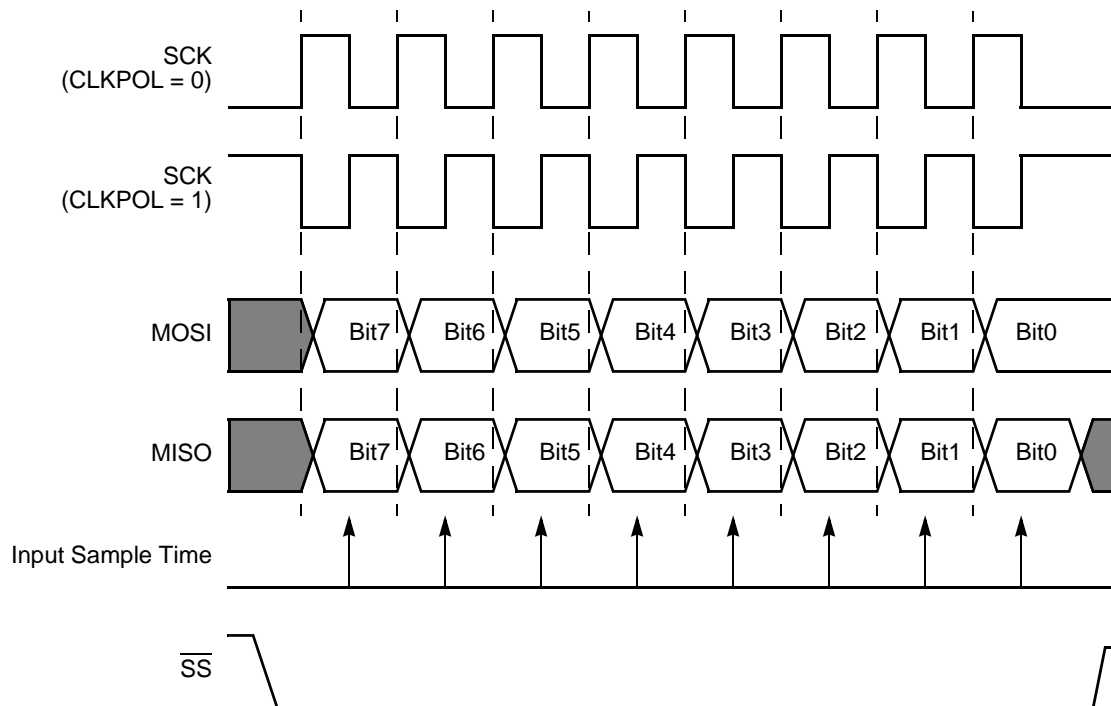 SCK
(CLKPOL = 0)
SCK
(CLKPOL = 1)
MOSI
Bit7 Bit6 Bit5 Bit4 Bit3 Bit2 Bit1 Bit0
MISO
Bit7 Bit6 Bit5 Bit4 Bit3 Bit2 Bit1 Bit0
Input Sample Time
S̅S̅